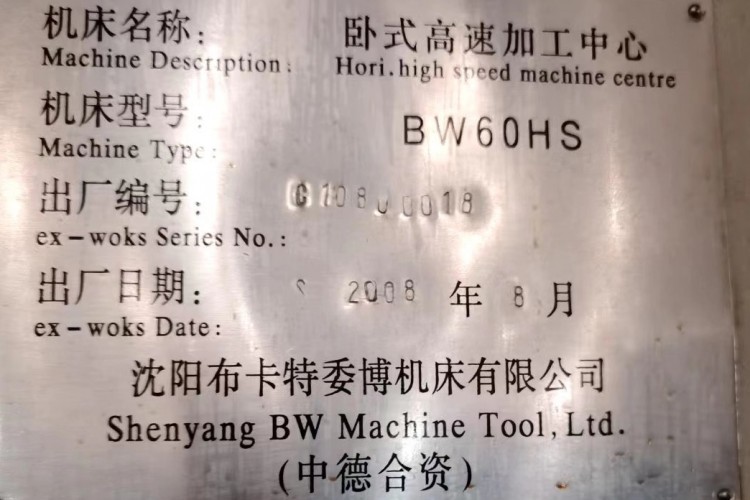 机床名称： 卧式高速加工中心
Machine Description: Hori.high speed machine centre
机床型号： BW60HS
Machine Type:
出厂编号：
ex-woks Series No.:
出厂日期： 2008 年 8 月
ex-woks Date:
沈阳布卡特委博机床有限公司
Shenyang BW Machine Tool, Ltd.
(中德合资)